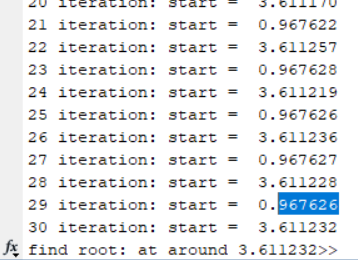 20 iteration: start =  3.611170
21 iteration: start =  0.967622
22 iteration: start =  3.611257
23 iteration: start =  0.967628
24 iteration: start =  3.611219
25 iteration: start =  0.967626
26 iteration: start =  3.611236
27 iteration: start =  0.967627
28 iteration: start =  3.611228
29 iteration: start =  0.967626
30 iteration: start =  3.611232
fx find root: at around 3.611232>>